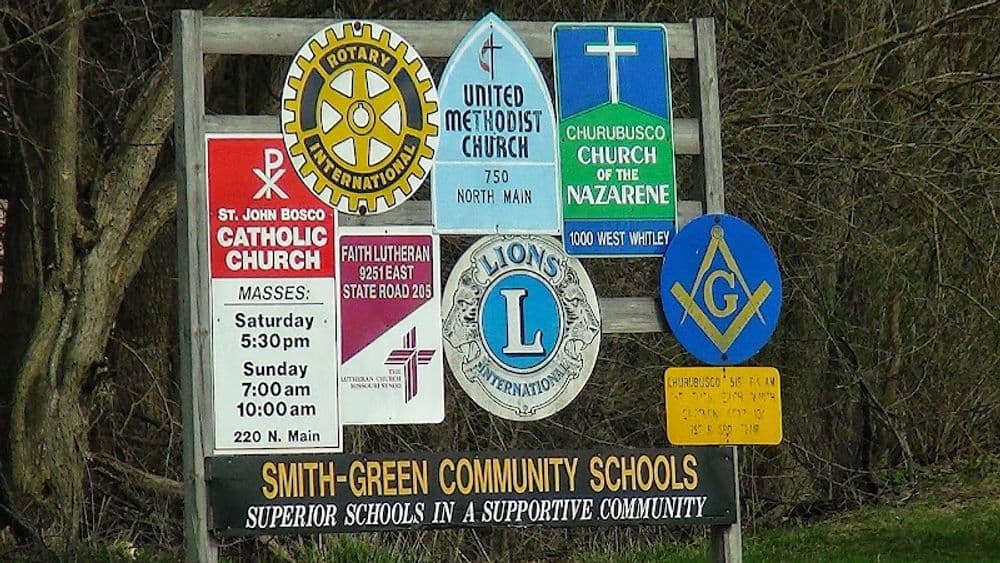 ROTARY
INTERNATIONAL
UNITED
METHODIST
CHURCH
750
NORTH MAIN
CHURUBUSCO
CHURCH
OF THE
NAZARENE
1000 WEST WHITLEY
ST. JOHN BOSCO
CATHOLIC
CHURCH
MASSES:
Saturday
5:30pm
Sunday
7:00am
10:00am
220 N. Main
FAITH LUTHERAN
9251 EAST
STATE ROAD 205
THE
LUTHERAN CHURCH
MISSOURI SYNOD
LIONS
L
INTERNATIONAL
G
CHURUBUSCO
SMITH-GREEN COMMUNITY SCHOOLS
SUPERIOR SCHOOLS IN A SUPPORTIVE COMMUNITY